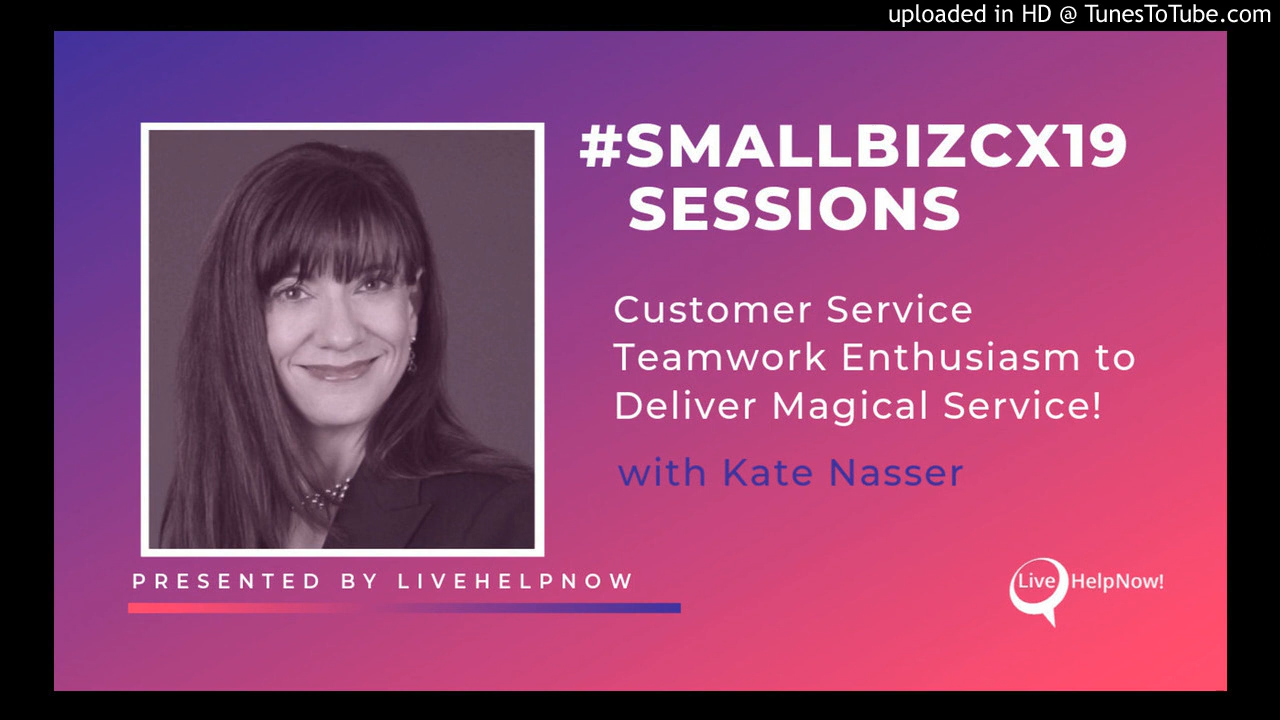 uploaded in HD @ TunesToTube.com
#SMALLBIZCX19
SESSIONS
Customer Service
Teamwork Enthusiasm to
Deliver Magical Service!
with Kate Nasser
PRESENTED BY LIVEHELPNOW
Live HelpNow!